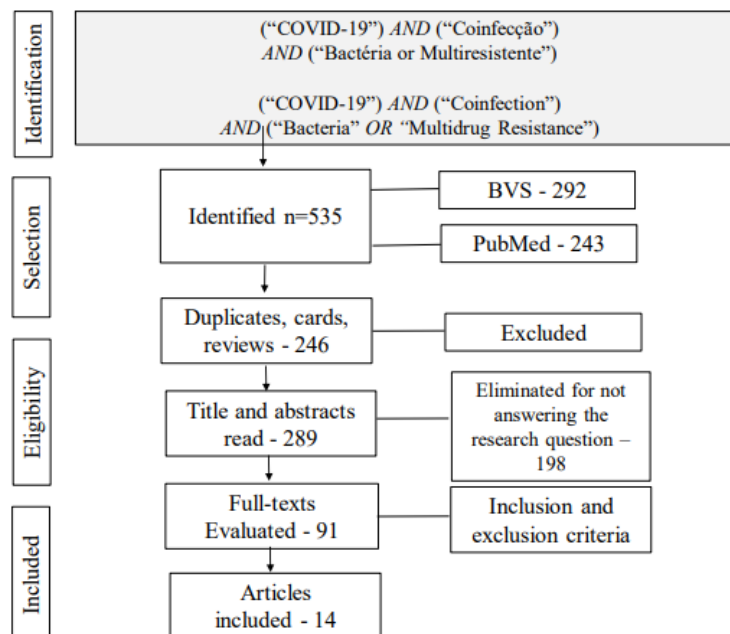 Identification
(“COVID-19”) AND (“Coinfecção”)
AND (“Bactéria or Multiresistente”)
(“COVID-19”) AND (“Coinfection”)
AND (“Bacteria” OR “Multidrug Resistance”)
Selection
Identified n=535
BVS - 292
PubMed - 243
Duplicates, cards,
reviews - 246
Excluded
Eligibility
Title and abstracts
read - 289
Eliminated for not
answering the
research question –
198
Full-texts
Evaluated - 91
Inclusion and
exclusion criteria
Included
Articles
included - 14